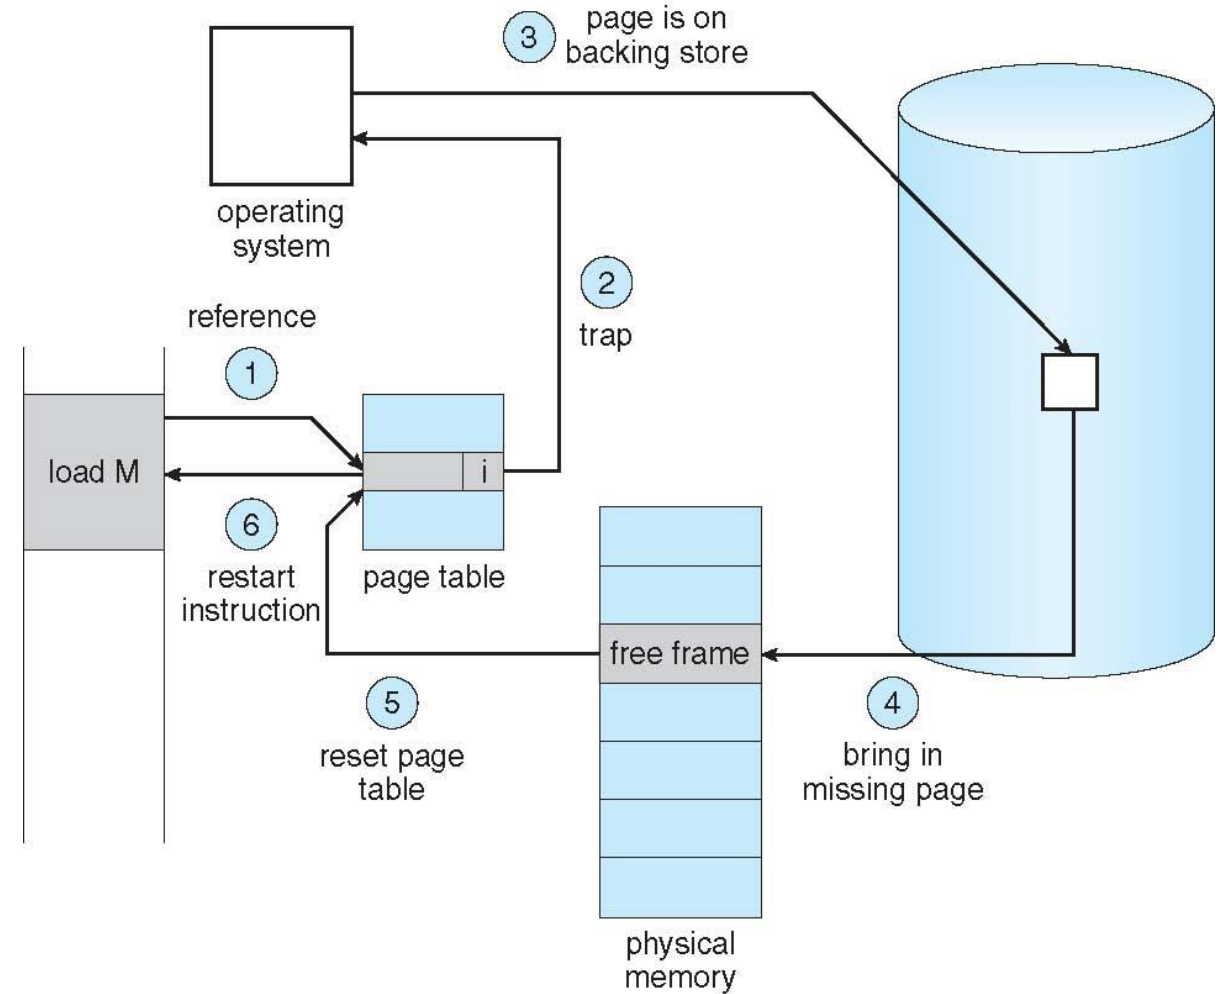 3
page is on
backing store
operating
system
2
trap
reference
1
load M
i
6
restart
instruction
page table
free frame
5
reset page
table
4
bring in
missing page
physical
memory